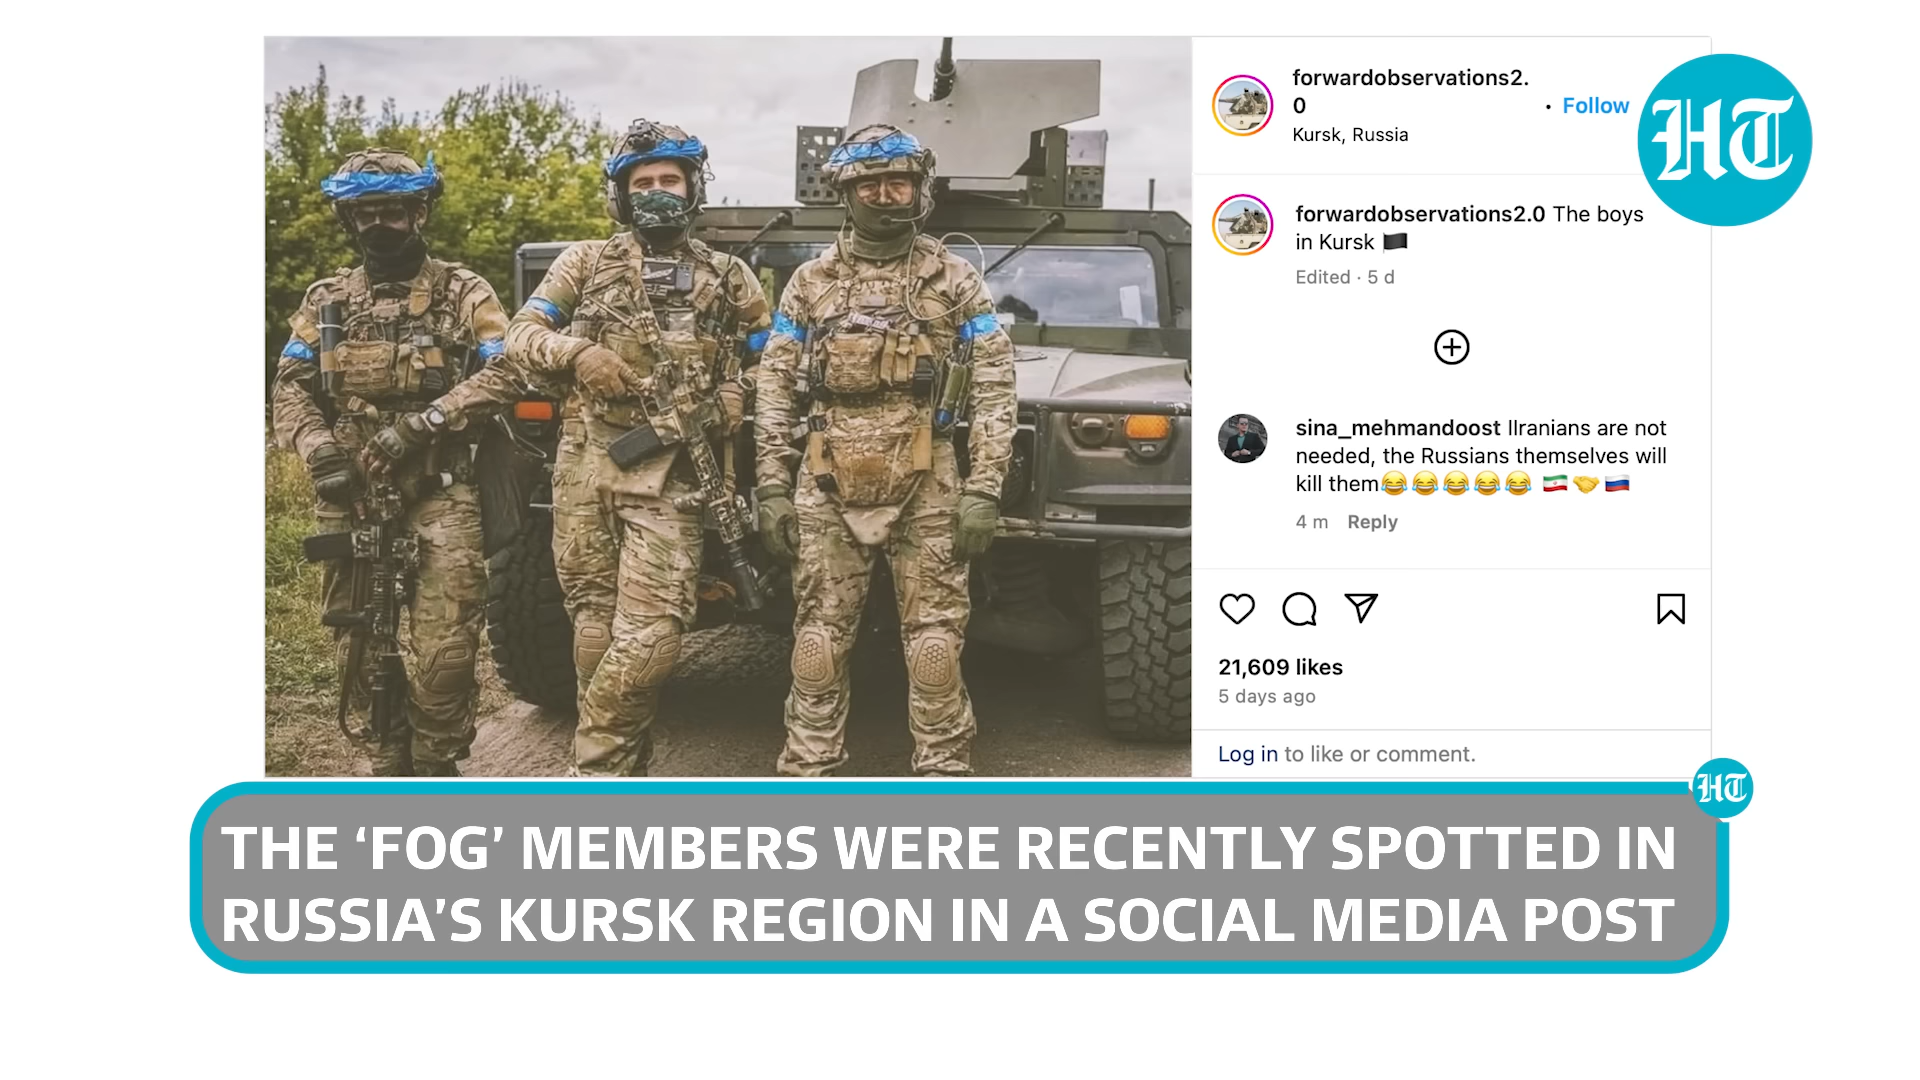 forwardobservations2.
0
• Follow
Kursk, Russia
HT
forwardobservations2.0 The boys
in Kursk 🏴
Edited · 5 d
sina_mehmandoost IIranians are not
needed, the Russians themselves will
kill them😂😂😂😂😂 🇮🇷🤝🇷🇺
4 m Reply
21,609 likes
5 days ago
Log in to like or comment.
HT
THE ‘FOG’ MEMBERS WERE RECENTLY SPOTTED IN
RUSSIA’S KURSK REGION IN A SOCIAL MEDIA POST